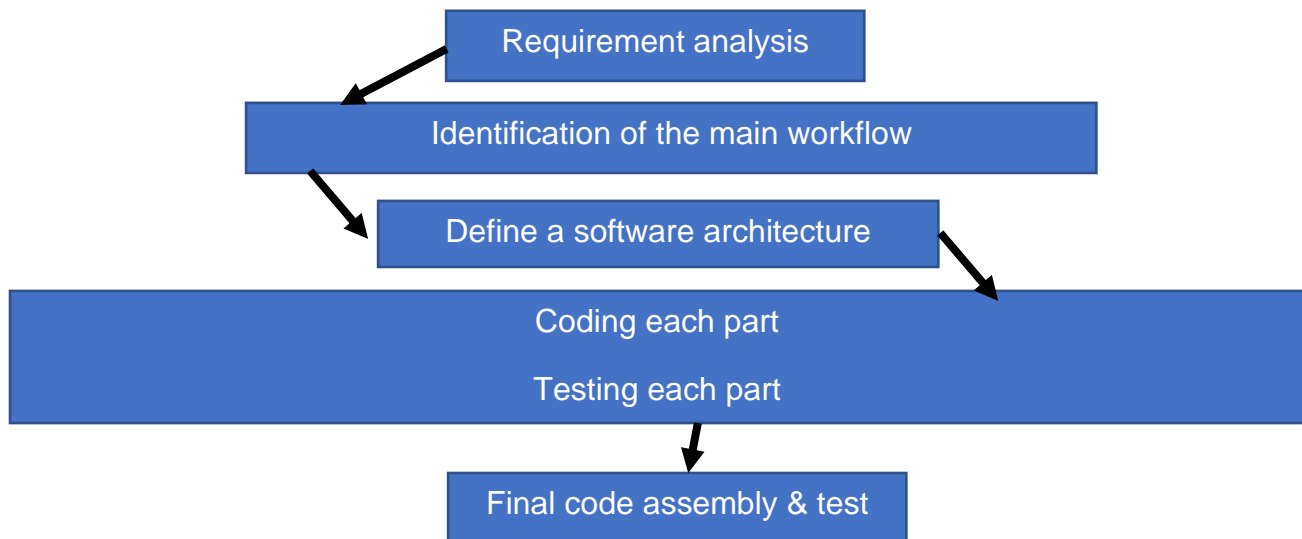 Requirement analysis
Identification of the main workflow
Define a software architecture
Coding each part
Testing each part
Final code assembly & test